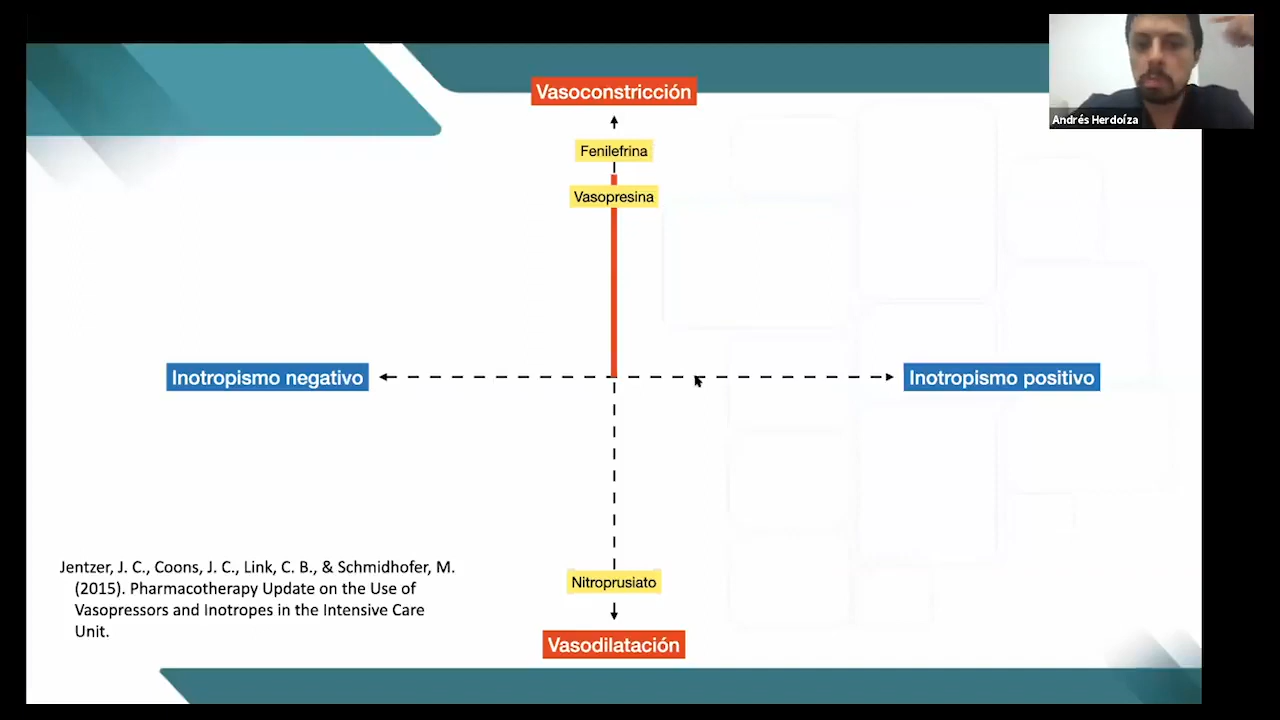 Vasoconstricción
Andrés Herdoíza
Fenilefrina
Vasopresina
Inotropismo negativo
Inotropismo positivo
Jentzer, J. C., Coons, J. C., Link, C. B., & Schmidhofer, M.
(2015). Pharmacotherapy Update on the Use of
Vasopressors and Inotropes in the Intensive Care
Unit.
Nitroprusiato
Vasodilatación